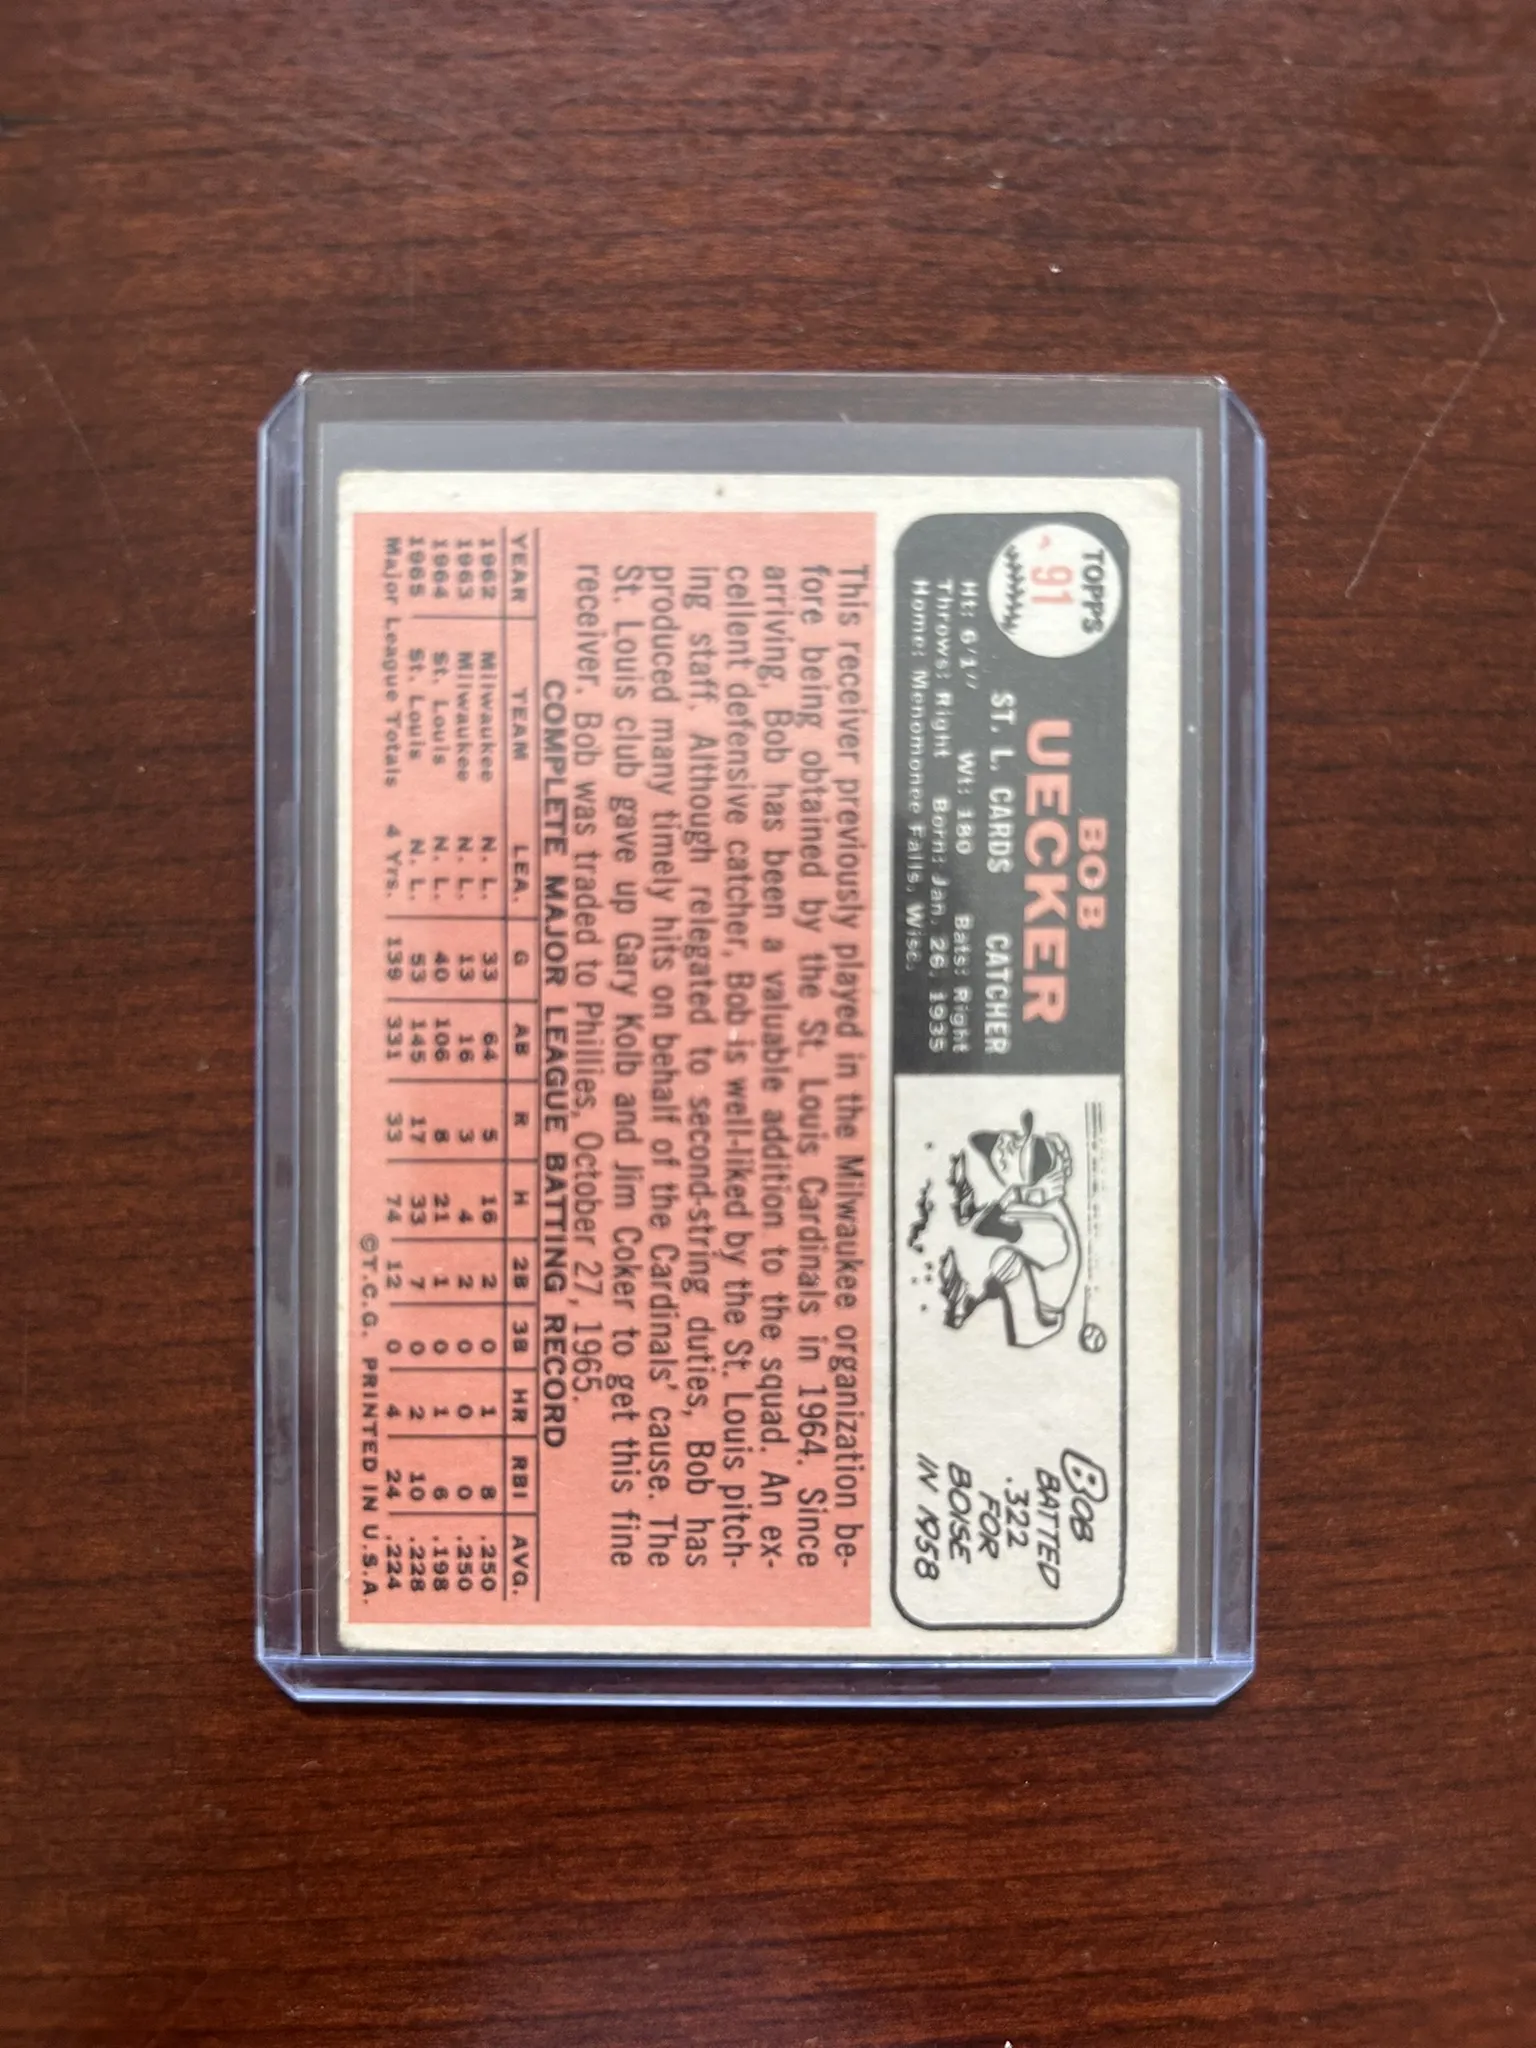 TOPPS
91
BOB
UECKER
ST. L. CARDS CATCHER
Ht: 6'1" Wt: 180 Bats: Right
Throws: Right Born: Jan. 26, 1935
Home: Menomonee Falls, Wisc.
BOB
BATTED
.322
FOR
BOISE
IN 1958
This receiver previously played in the Milwaukee organization be-
fore being obtained by the St. Louis Cardinals in 1964. Since
arriving, Bob has been a valuable addition to the squad. An ex-
cellent defensive catcher, Bob is well-liked by the St. Louis pitch-
ing staff. Although relegated to second-string duties, Bob has
produced many timely hits on behalf of the Cardinals' cause. The
St. Louis club gave up Gary Kolb and Jim Coker to get this fine
receiver. Bob was traded to Phillies, October 27, 1965.
COMPLETE MAJOR LEAGUE BATTING RECORD
YEAR TEAM LEA. G AB R H 2B 3B HR RBI AVG.
1962 Milwaukee N. L. 33 64 5 16 2 0 1 8 .250
1963 Milwaukee N. L. 13 16 3 4 2 0 0 0 .250
1964 St. Louis N. L. 40 106 8 21 1 0 1 6 .198
1965 St. Louis N. L. 53 145 17 33 7 0 2 10 .228
Major League Totals 4 Yrs. 139 331 33 74 12 0 4 24 .224
©T.C.G. PRINTED IN U.S.A.